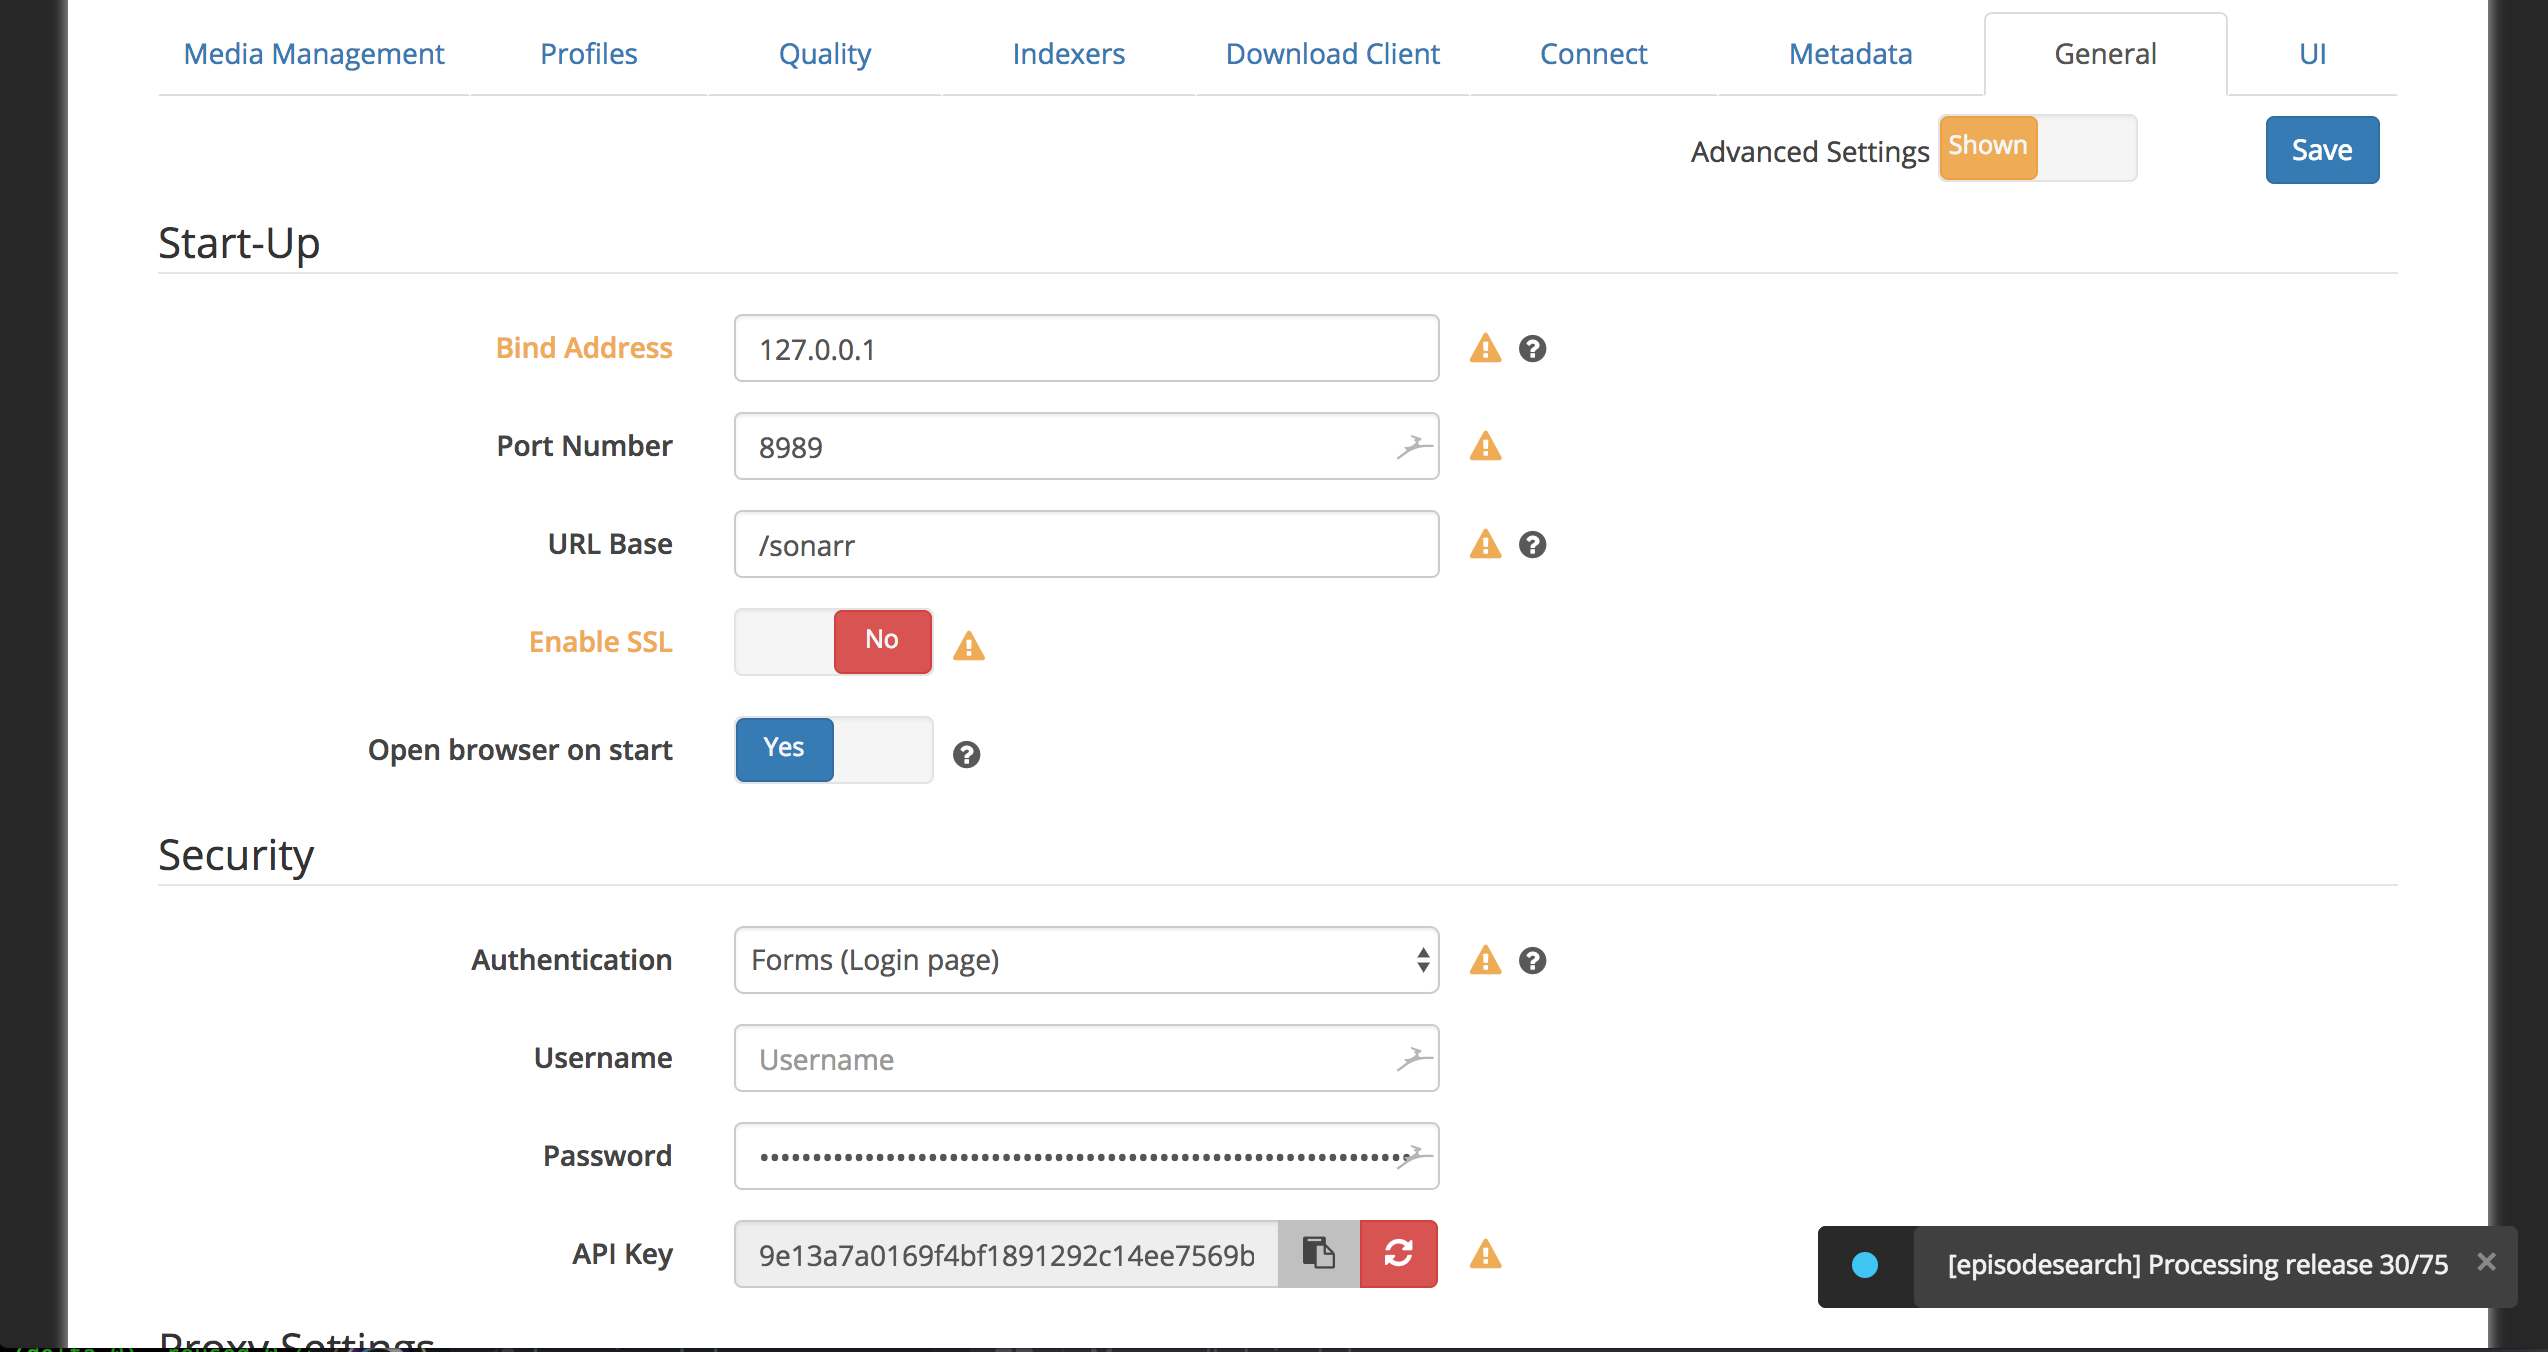 Media Management Profiles Quality Indexers Download Client Connect Metadata General UI
Advanced Settings Shown Save
Start-Up
Bind Address 127.0.0.1
Port Number 8989
URL Base /sonarr
Enable SSL No
Open browser on start Yes
Security
Authentication Forms (Login page)
Username Username
Password
API Key 9e13a7a0169f4bf1891292c14ee7569b
[episodesearch] Processing release 30/75
Proxy Settings